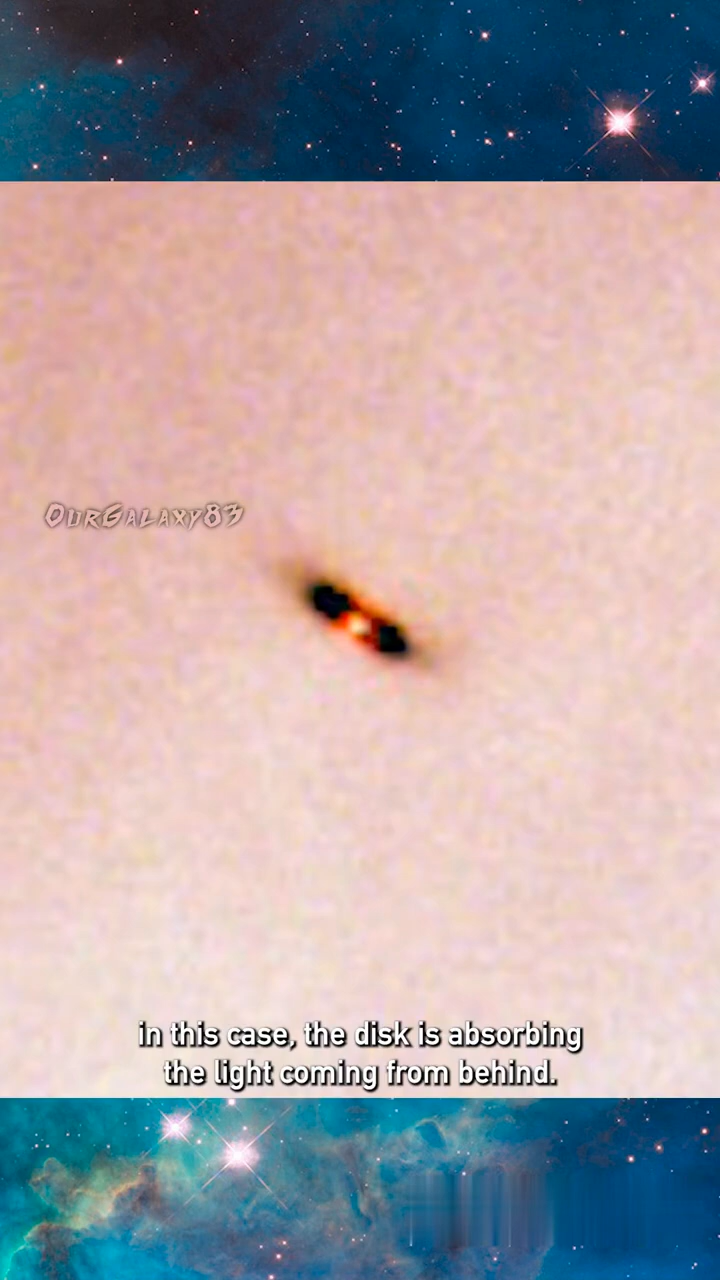 OurGalaxy83
in this case, the disk is absorbing
the light coming from behind.